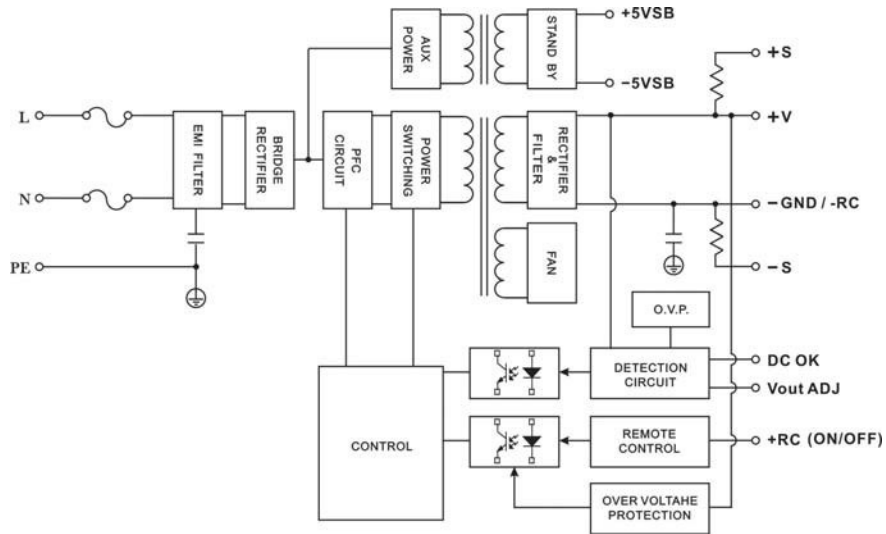 +5VSB
AUX
POWER
STAND BY
−5VSB
+S
L
EMI FILTER
BRIDGE
RECTIFIER
PFC
CIRCUIT
POWER
SWITCHING
RECTIFIER
&
FILTER
+V
N
−GND / -RC
PE
FAN
−S
O.V.P.
DETECTION
CIRCUIT
DC OK
Vout ADJ
CONTROL
REMOTE
CONTROL
+RC (ON/OFF)
OVER VOLTAHE
PROTECTION